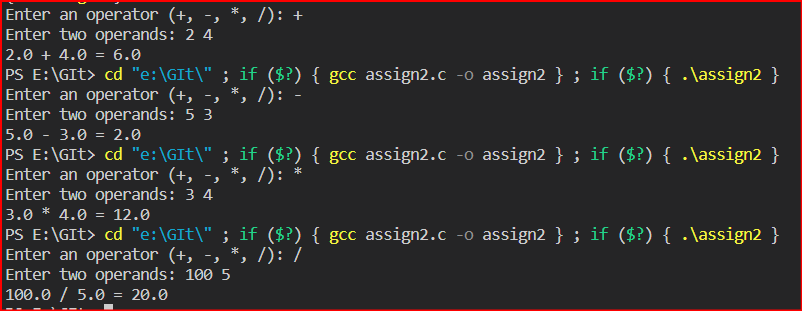 Enter an operator (+, -, *, /): +
Enter two operands: 2 4
2.0 + 4.0 = 6.0
PS E:\GIt> cd "e:\GIt\" ; if ($?) { gcc assign2.c -o assign2 } ; if ($?) { .\assign2 }
Enter an operator (+, -, *, /): -
Enter two operands: 5 3
5.0 - 3.0 = 2.0
PS E:\GIt> cd "e:\GIt\" ; if ($?) { gcc assign2.c -o assign2 } ; if ($?) { .\assign2 }
Enter an operator (+, -, *, /): *
Enter two operands: 3 4
3.0 * 4.0 = 12.0
PS E:\GIt> cd "e:\GIt\" ; if ($?) { gcc assign2.c -o assign2 } ; if ($?) { .\assign2 }
Enter an operator (+, -, *, /): /
Enter two operands: 100 5
100.0 / 5.0 = 20.0